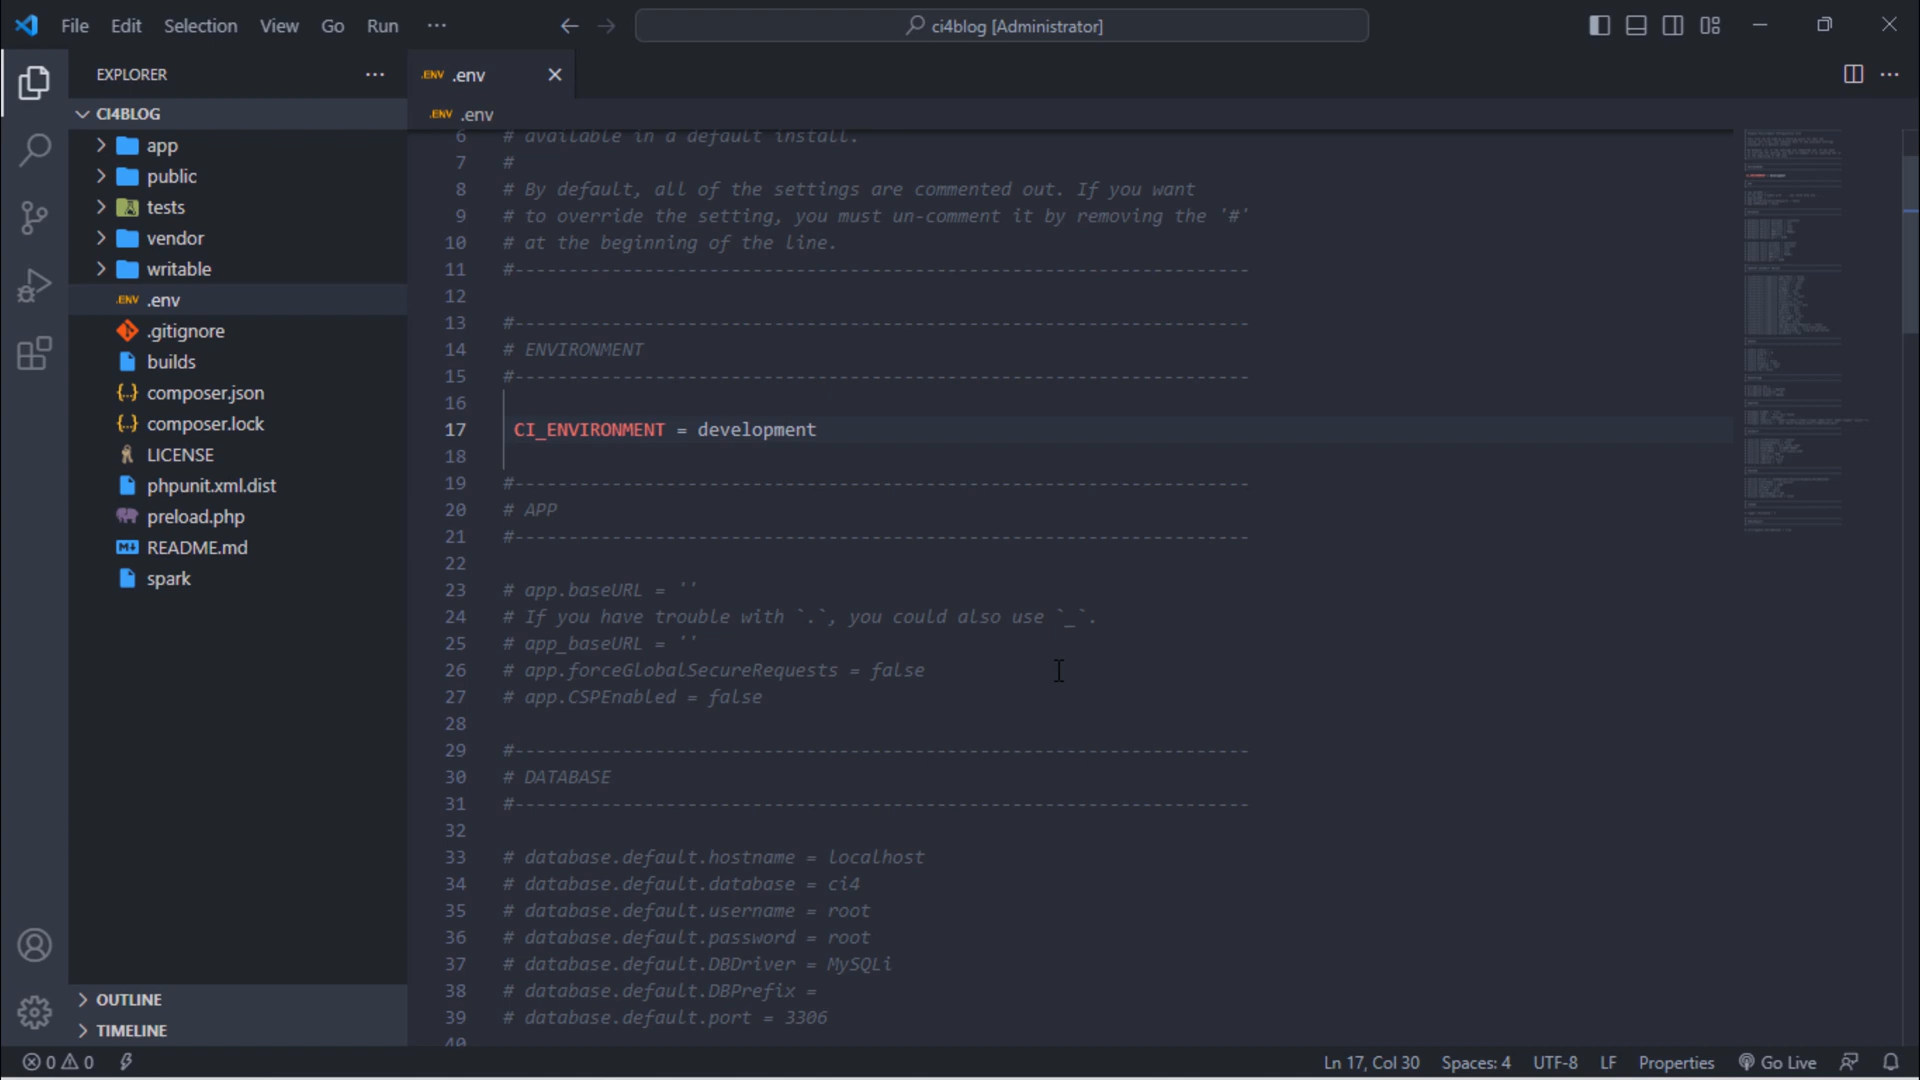 File Edit Selection View Go Run ··· ci4blog [Administrator]
EXPLORER ···
.ENV .env
CI4BLOG
.ENV .env
app
public
tests
vendor
writable
.ENV .env
.gitignore
builds
{} composer.json
{} composer.lock
LICENSE
phpunit.xml.dist
preload.php
README.md
spark
OUTLINE
TIMELINE
6 # available in a default install.
7 #
8 # By default, all of the settings are commented out. If you want
9 # to override the setting, you must un-comment it by removing the '#'
10 # at the beginning of the line.
11 #--------------------------------------------------------------------
12
13 #--------------------------------------------------------------------
14 # ENVIRONMENT
15 #--------------------------------------------------------------------
16
17 CI_ENVIRONMENT = development
18
19 #--------------------------------------------------------------------
20 # APP
21 #--------------------------------------------------------------------
22
23 # app.baseURL = ''
24 # If you have trouble with `.`, you could also use `_`.
25 # app_baseURL = ''
26 # app.forceGlobalSecureRequests = false
27 # app.CSPEnabled = false
28
29 #--------------------------------------------------------------------
30 # DATABASE
31 #--------------------------------------------------------------------
32
33 # database.default.hostname = localhost
34 # database.default.database = ci4
35 # database.default.username = root
36 # database.default.password = root
37 # database.default.DBDriver = MySQLi
38 # database.default.DBPrefix =
39 # database.default.port = 3306
40
0 0 Ln 17, Col 30 Spaces: 4 UTF-8 LF Properties Go Live